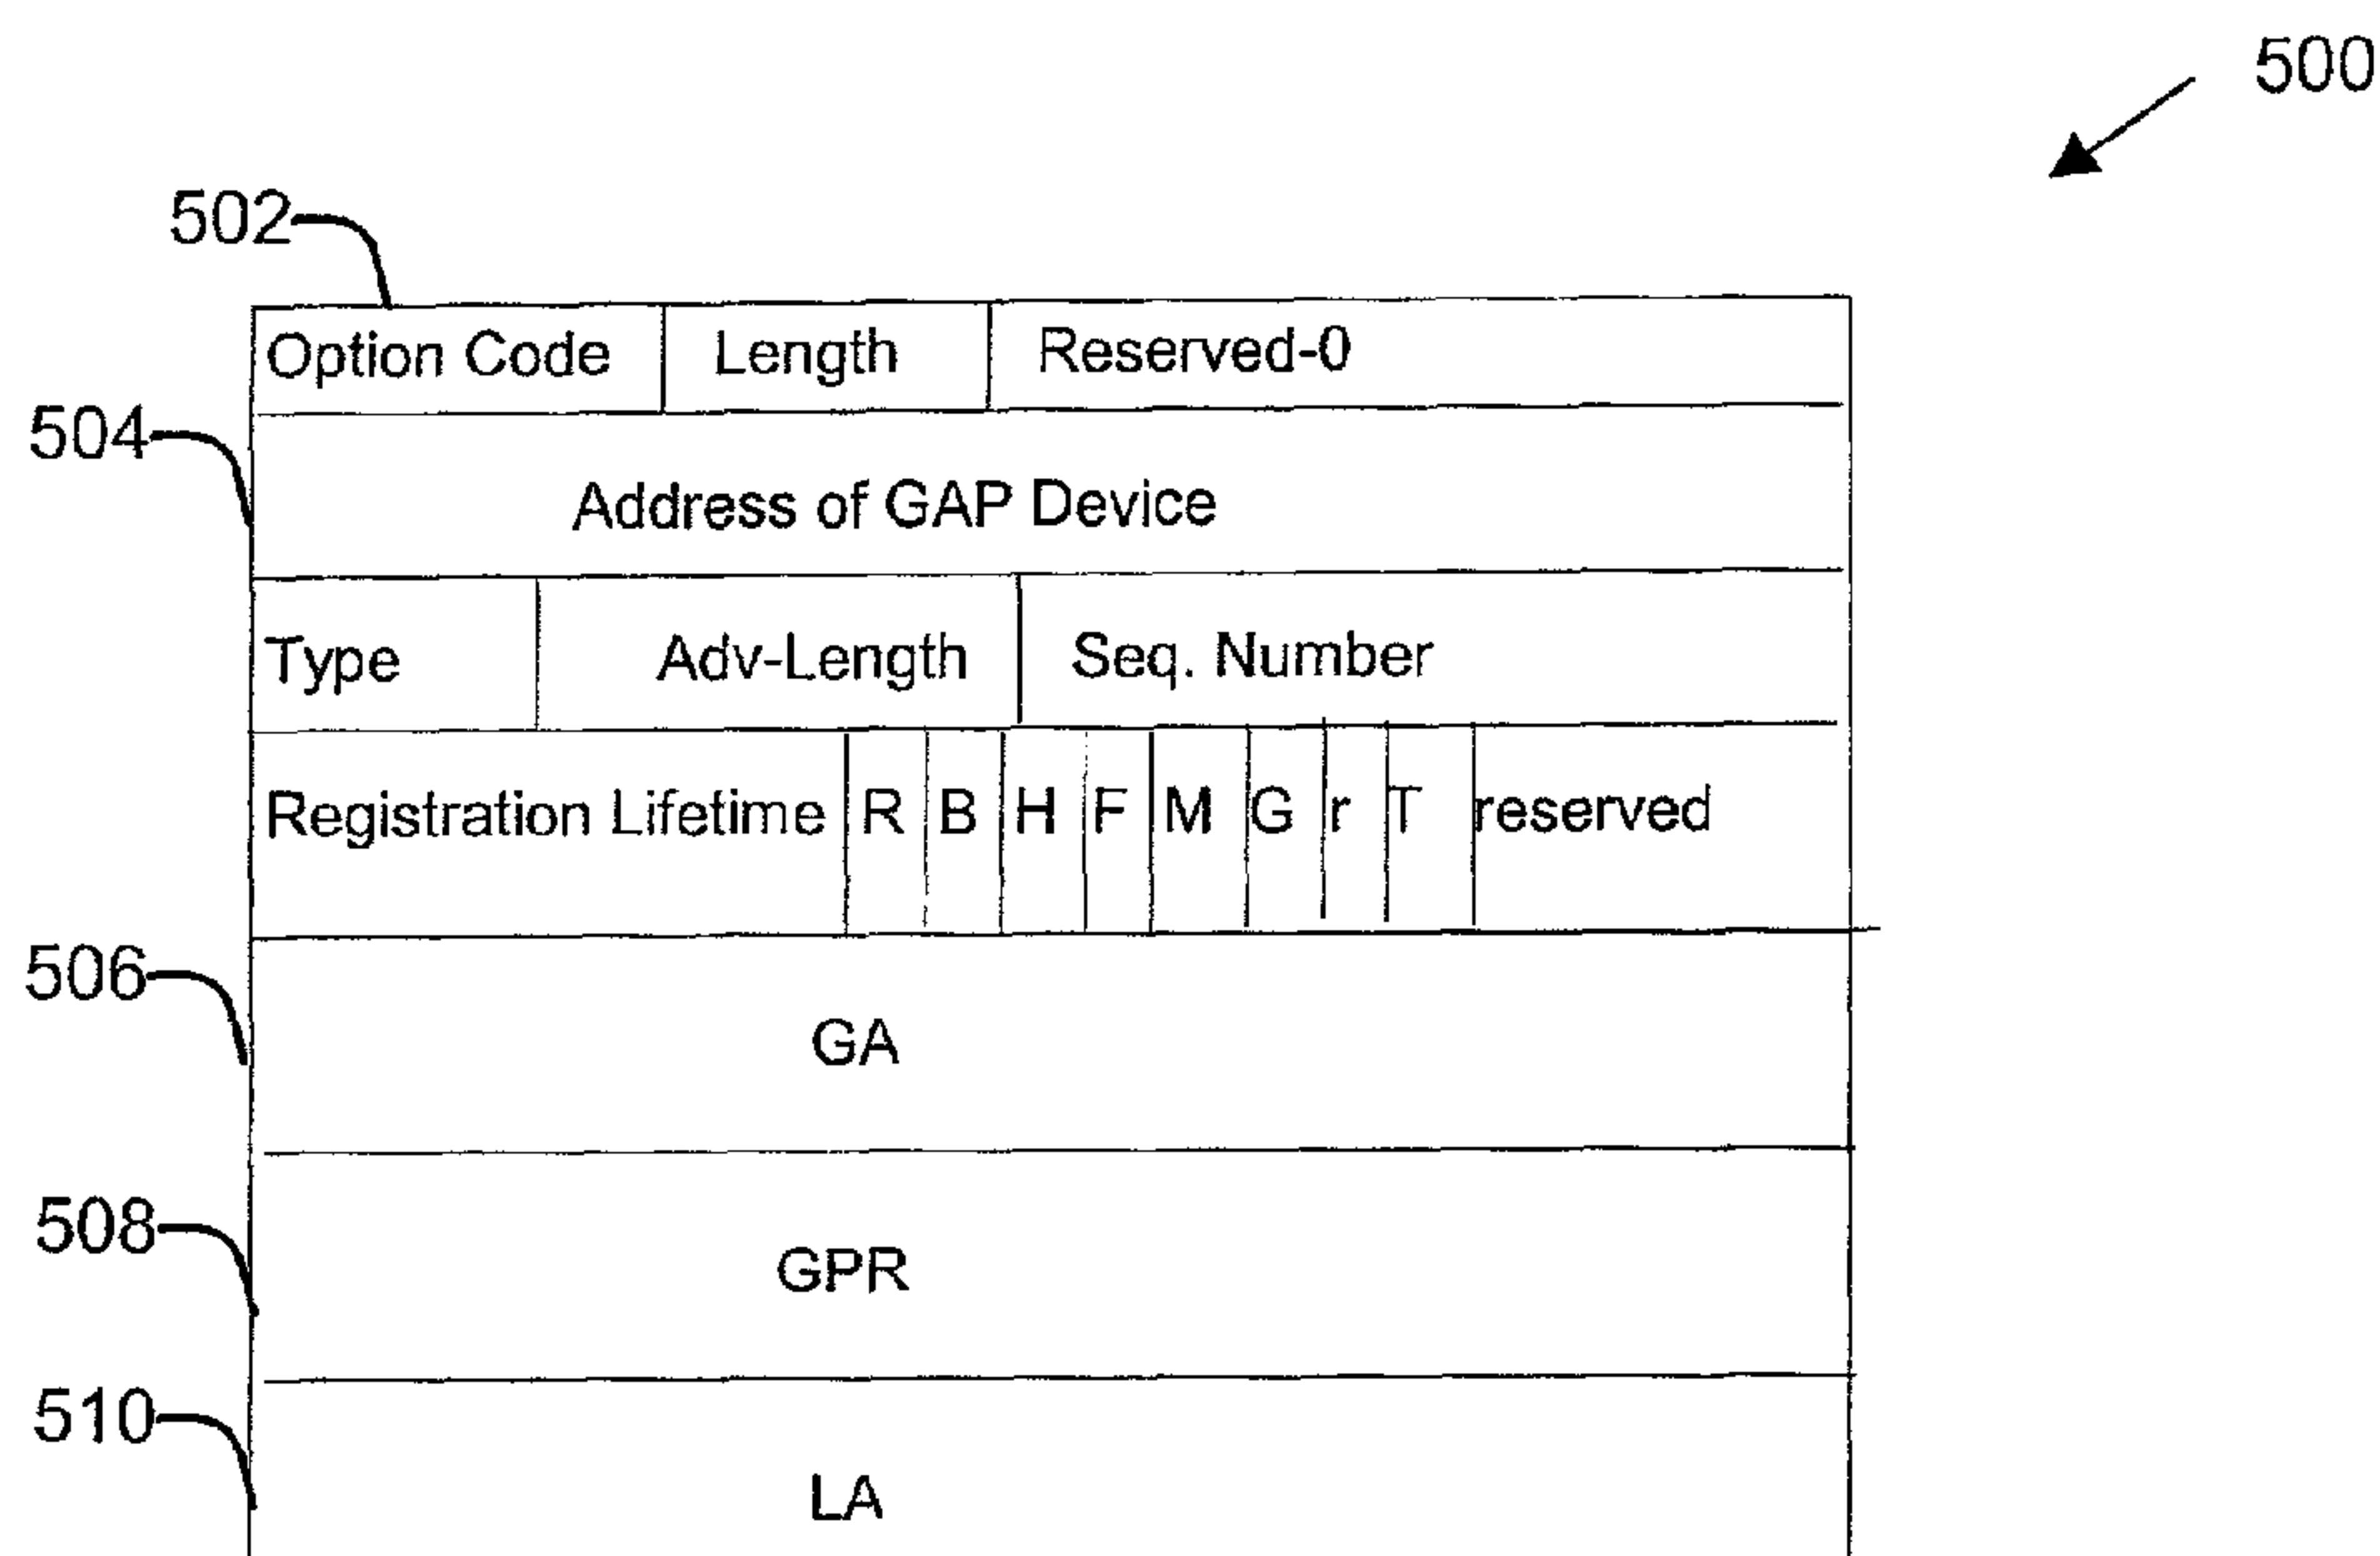 500
502
Option Code Length Reserved-0
504
Address of GAP Device
Type Adv-Length Seq. Number
Registration Lifetime R B H F M G r T reserved
506
GA
508
GPR
510
LA